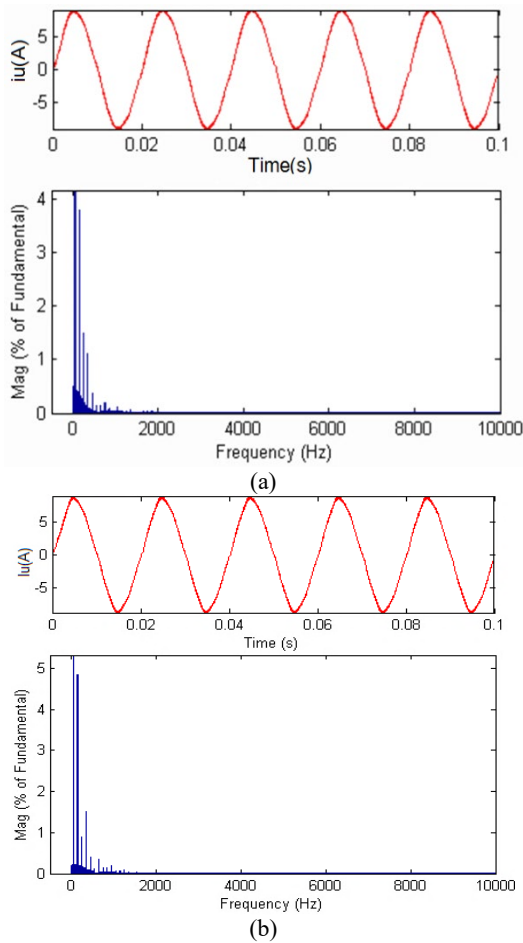 5
iu(A)
0
-5
0 0.02 0.04 0.06 0.08 0.1
Time(s)
4
3
Mag (% of Fundamental)
2
1
0
0 2000 4000 6000 8000 10000
Frequency (Hz)
(a)
5
Iu(A)
0
-5
0 0.02 0.04 0.06 0.08 0.1
Time (s)
5
4
3
Mag (% of Fundamental)
2
1
0
0 2000 4000 6000 8000 10000
Frequency (Hz)
(b)